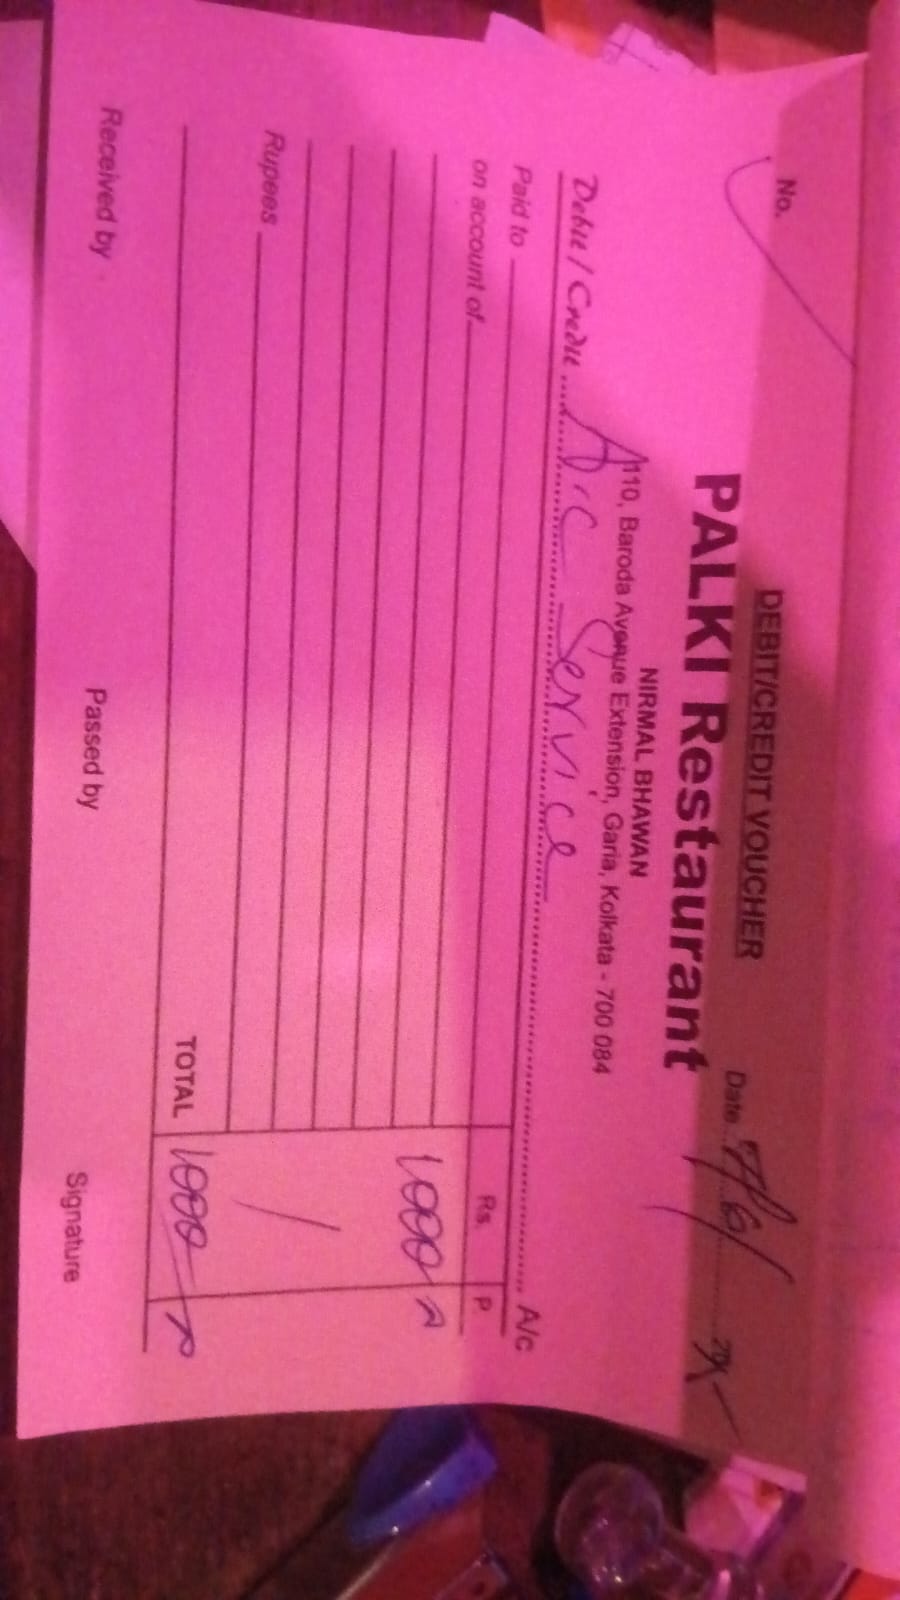 DEBIT/CREDIT VOUCHER
No.
Date 7/6/
PALKI Restaurant
NIRMAL BHAWAN
110, Baroda Avenue Extension, Garia, Kolkata - 700 084
Debit / Credit A.C Service A/c
Paid to
on account of
Rs. P
1000
Rupees
TOTAL 1000
Received by Passed by Signature